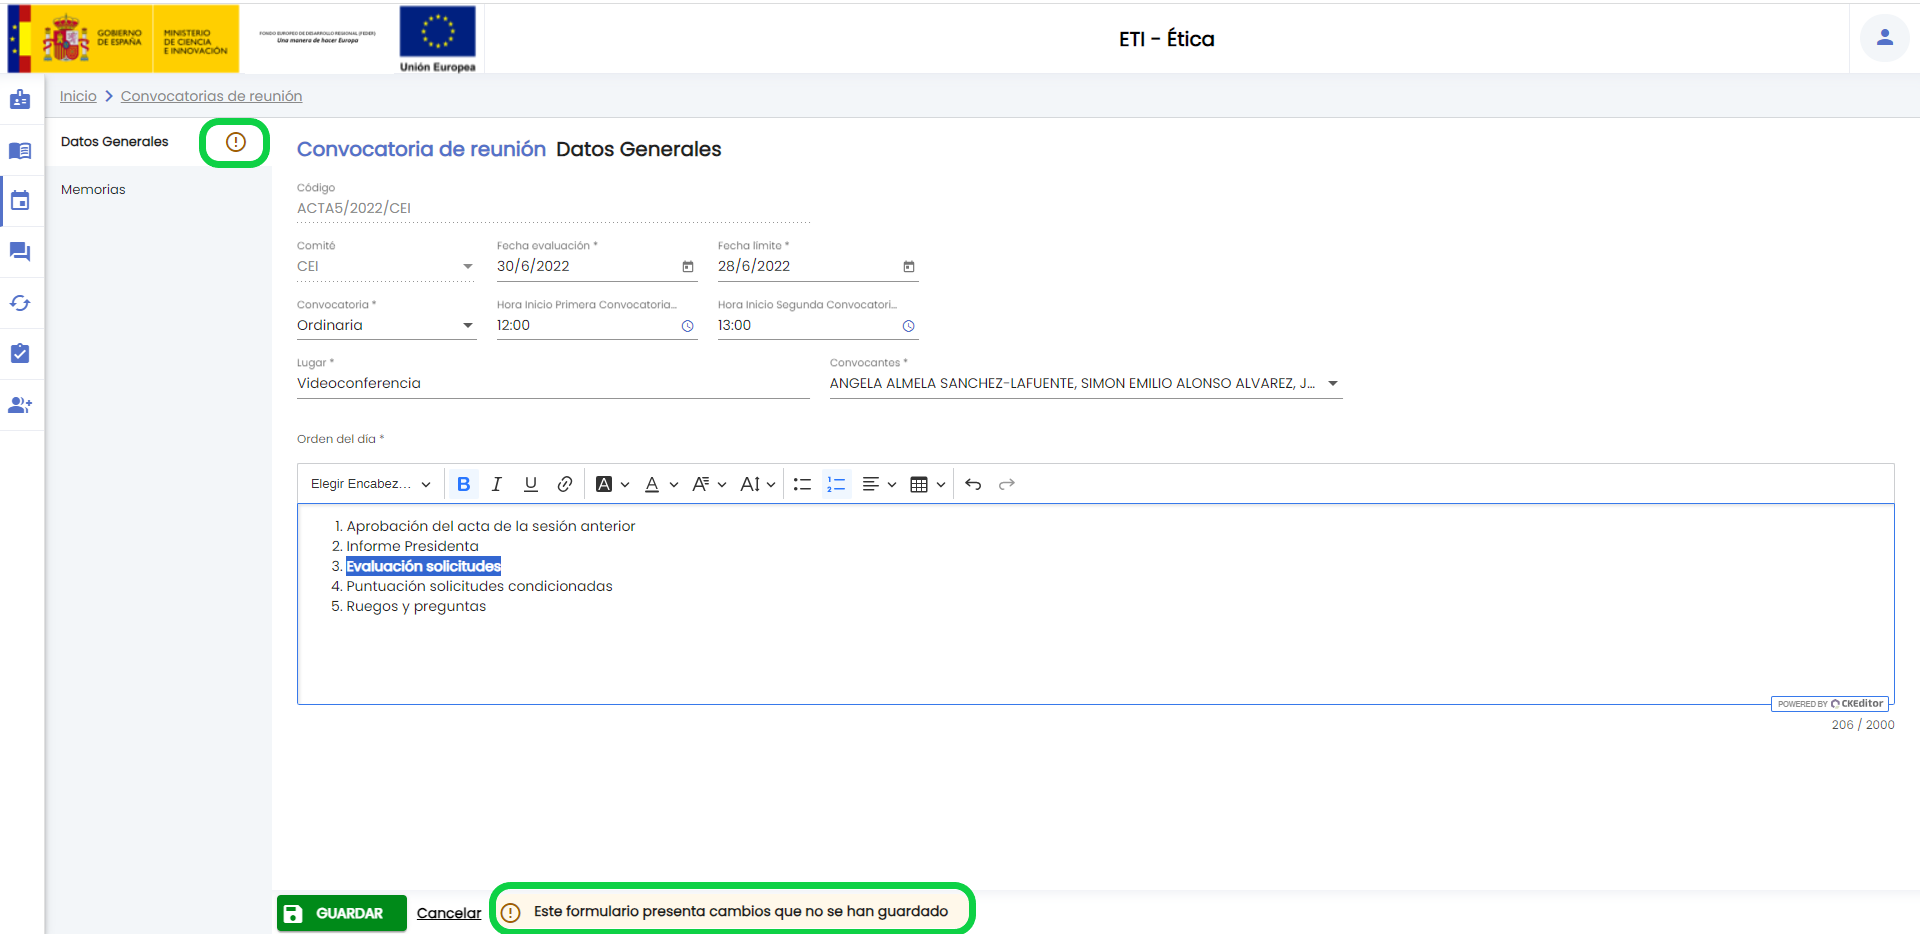 GOBIERNO
DE ESPAÑA
MINISTERIO
DE CIENCIA
E INNOVACIÓN
FONDO EUROPEO DE DESARROLLO REGIONAL (FEDER)
Una manera de hacer Europa
Unión Europea
ETI - Ética
Inicio
Convocatorias de reunión
Datos Generales
Memorias
Convocatoria de reunión Datos Generales
Código
ACTA5/2022/CEI
Comité
CEI
Fecha evaluación *
30/6/2022
Fecha límite *
28/6/2022
Convocatoria *
Ordinaria
Hora Inicio Primera Convocatoria...
12:00
Hora Inicio Segunda Convocatori...
13:00
Lugar *
Videoconferencia
Convocantes *
ANGELA ALMELA SANCHEZ-LAFUENTE, SIMON EMILIO ALONSO ALVAREZ, J...
Orden del día *
Elegir Encabez...
1. Aprobación del acta de la sesión anterior
2. Informe Presidenta
3. Evaluación solicitudes
4. Puntuación solicitudes condicionadas
5. Ruegos y preguntas
POWERED BY CKEditor
206 / 2000
GUARDAR
Cancelar
Este formulario presenta cambios que no se han guardado